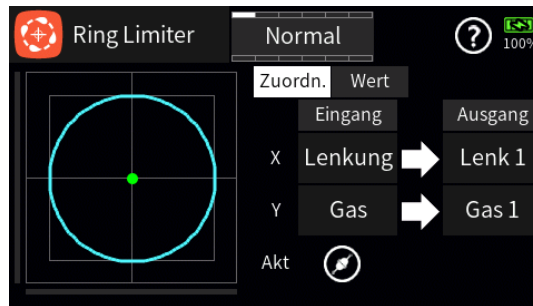 Ring Limiter
Normal
?
100%
Zuordn. Wert
Eingang Ausgang
X Lenkung Lenk 1
Y Gas Gas 1
Akt